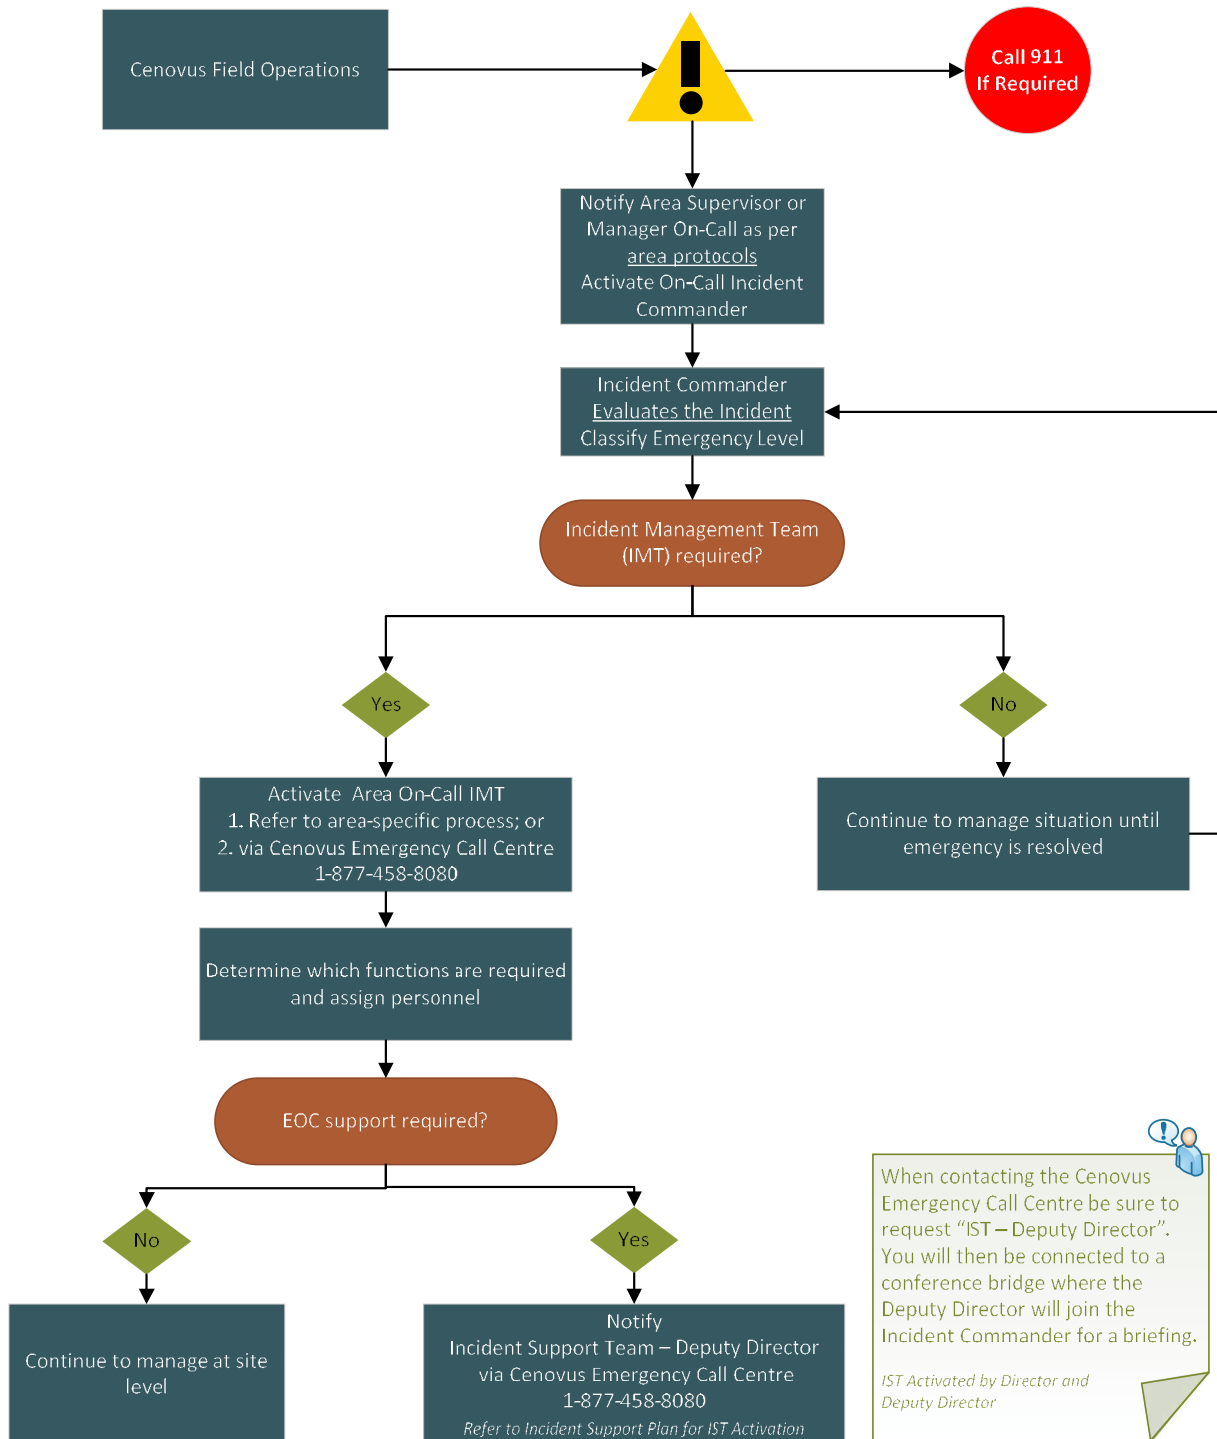 Cenovus Field Operations
Call 911
If Required
Notify Area Supervisor or
Manager On-Call as per
area protocols
Activate On-Call Incident
Commander
Incident Commander
Evaluates the Incident
Classify Emergency Level
Incident Management Team
(IMT) required?
Yes
No
Activate Area On-Call IMT
1. Refer to area-specific process; or
2. via Cenovus Emergency Call Centre
1-877-458-8080
Continue to manage situation until
emergency is resolved
Determine which functions are required
and assign personnel
EOC support required?
No
Yes
Continue to manage at site
level
Notify
Incident Support Team – Deputy Director
via Cenovus Emergency Call Centre
1-877-458-8080
Refer to Incident Support Plan for IST Activation
When contacting the Cenovus
Emergency Call Centre be sure to
request “IST – Deputy Director”.
You will then be connected to a
conference bridge where the
Deputy Director will join the
Incident Commander for a briefing.
IST Activated by Director and
Deputy Director